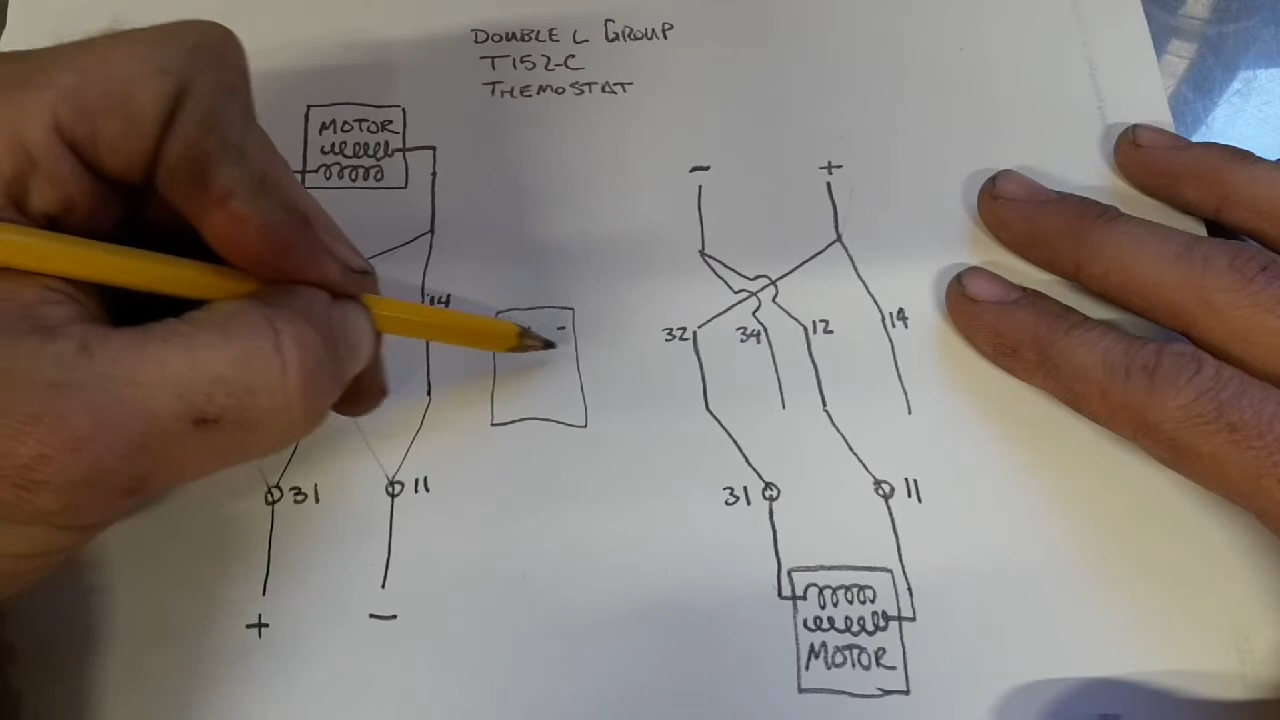 DOUBLE L GROUP
T152-C
THEMOSTAT
MOTOR
14
-
31
11
+
-
- +
32 34 12 14
31 11
MOTOR